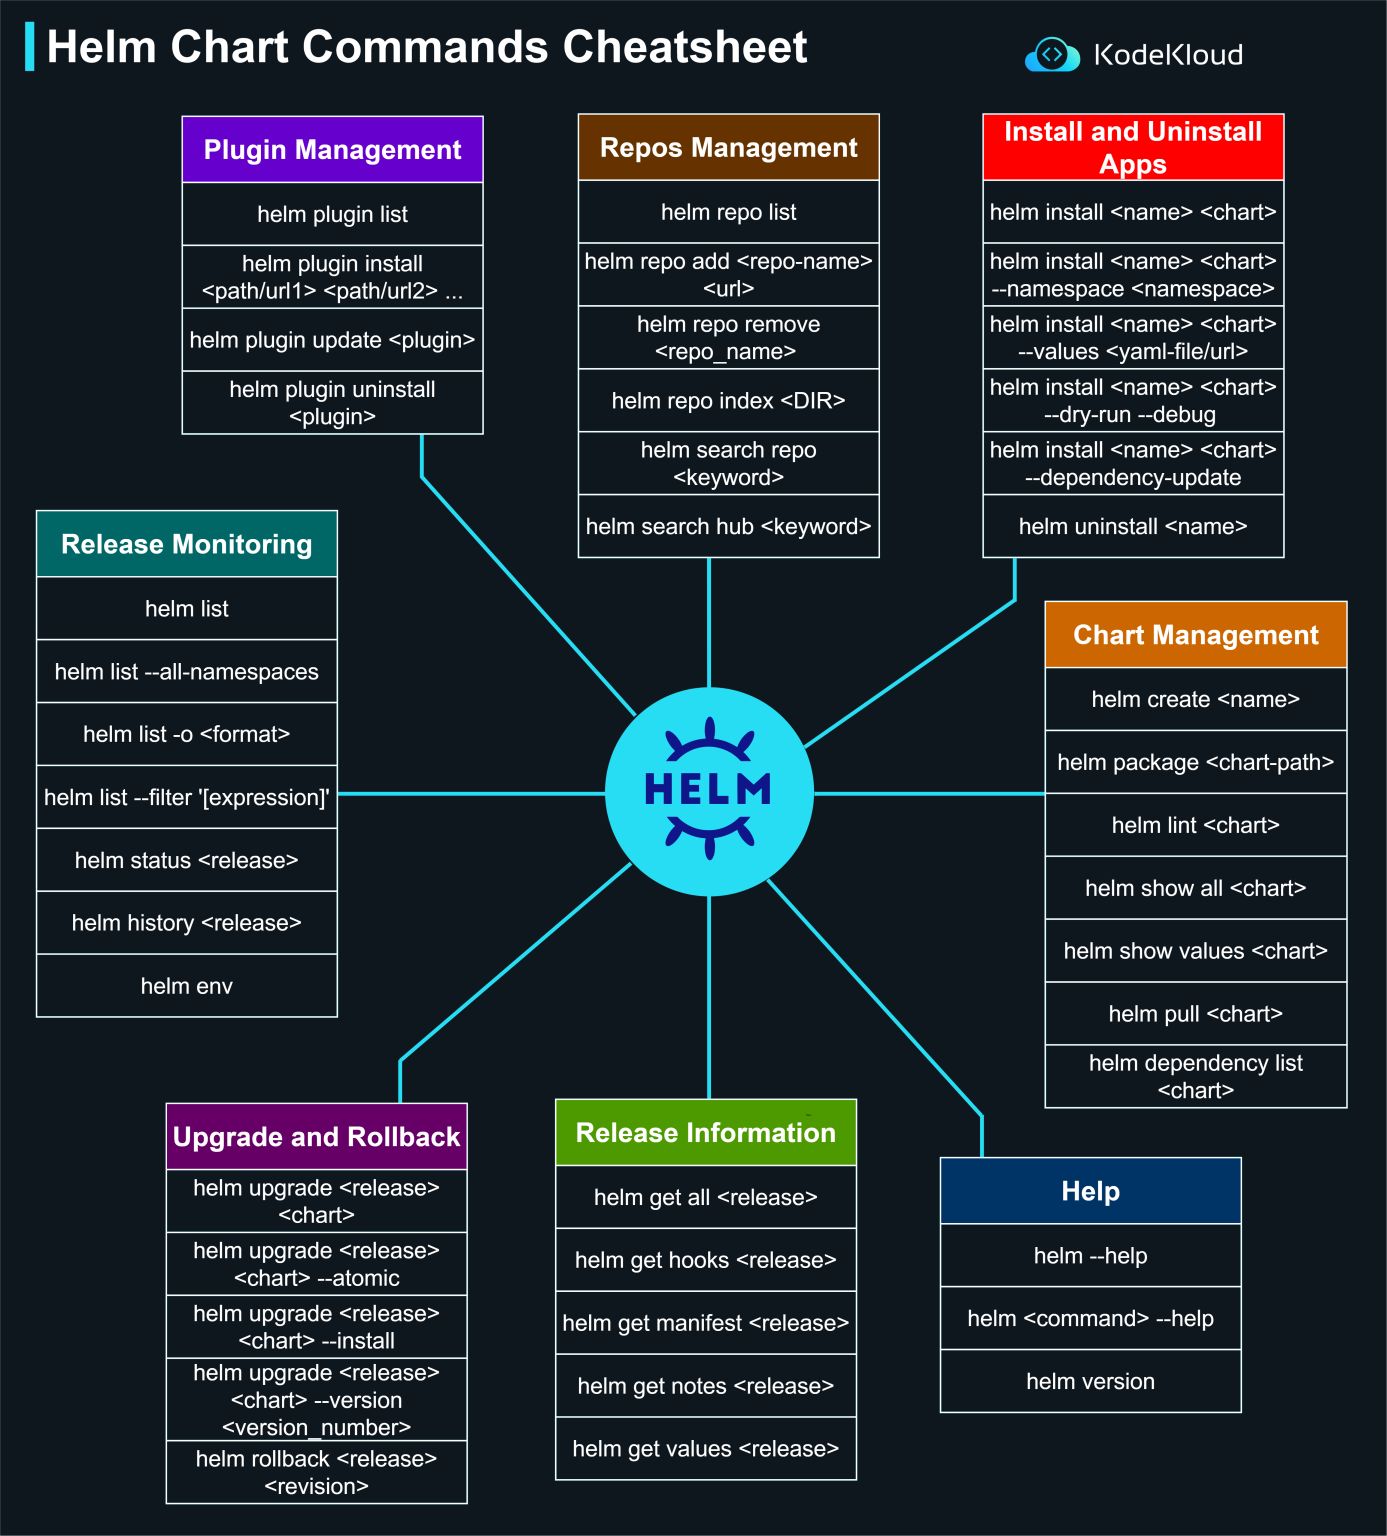 Helm Chart Commands Cheatsheet
KodeKloud
Plugin Management
helm plugin list
helm plugin install
<path/url1> <path/url2> ...
helm plugin update <plugin>
helm plugin uninstall
<plugin>
Repos Management
helm repo list
helm repo add <repo-name>
<url>
helm repo remove
<repo_name>
helm repo index <DIR>
helm search repo
<keyword>
helm search hub <keyword>
Install and Uninstall
Apps
helm install <name> <chart>
helm install <name> <chart>
--namespace <namespace>
helm install <name> <chart>
--values <yaml-file/url>
helm install <name> <chart>
--dry-run --debug
helm install <name> <chart>
--dependency-update
helm uninstall <name>
Release Monitoring
helm list
helm list --all-namespaces
helm list -o <format>
helm list --filter '[expression]'
helm status <release>
helm history <release>
helm env
HELM
Chart Management
helm create <name>
helm package <chart-path>
helm lint <chart>
helm show all <chart>
helm show values <chart>
helm pull <chart>
helm dependency list
<chart>
Upgrade and Rollback
helm upgrade <release>
<chart>
helm upgrade <release>
<chart> --atomic
helm upgrade <release>
<chart> --install
helm upgrade <release>
<chart> --version
<version_number>
helm rollback <release>
<revision>
Release Information
helm get all <release>
helm get hooks <release>
helm get manifest <release>
helm get notes <release>
helm get values <release>
Help
helm --help
helm <command> --help
helm version